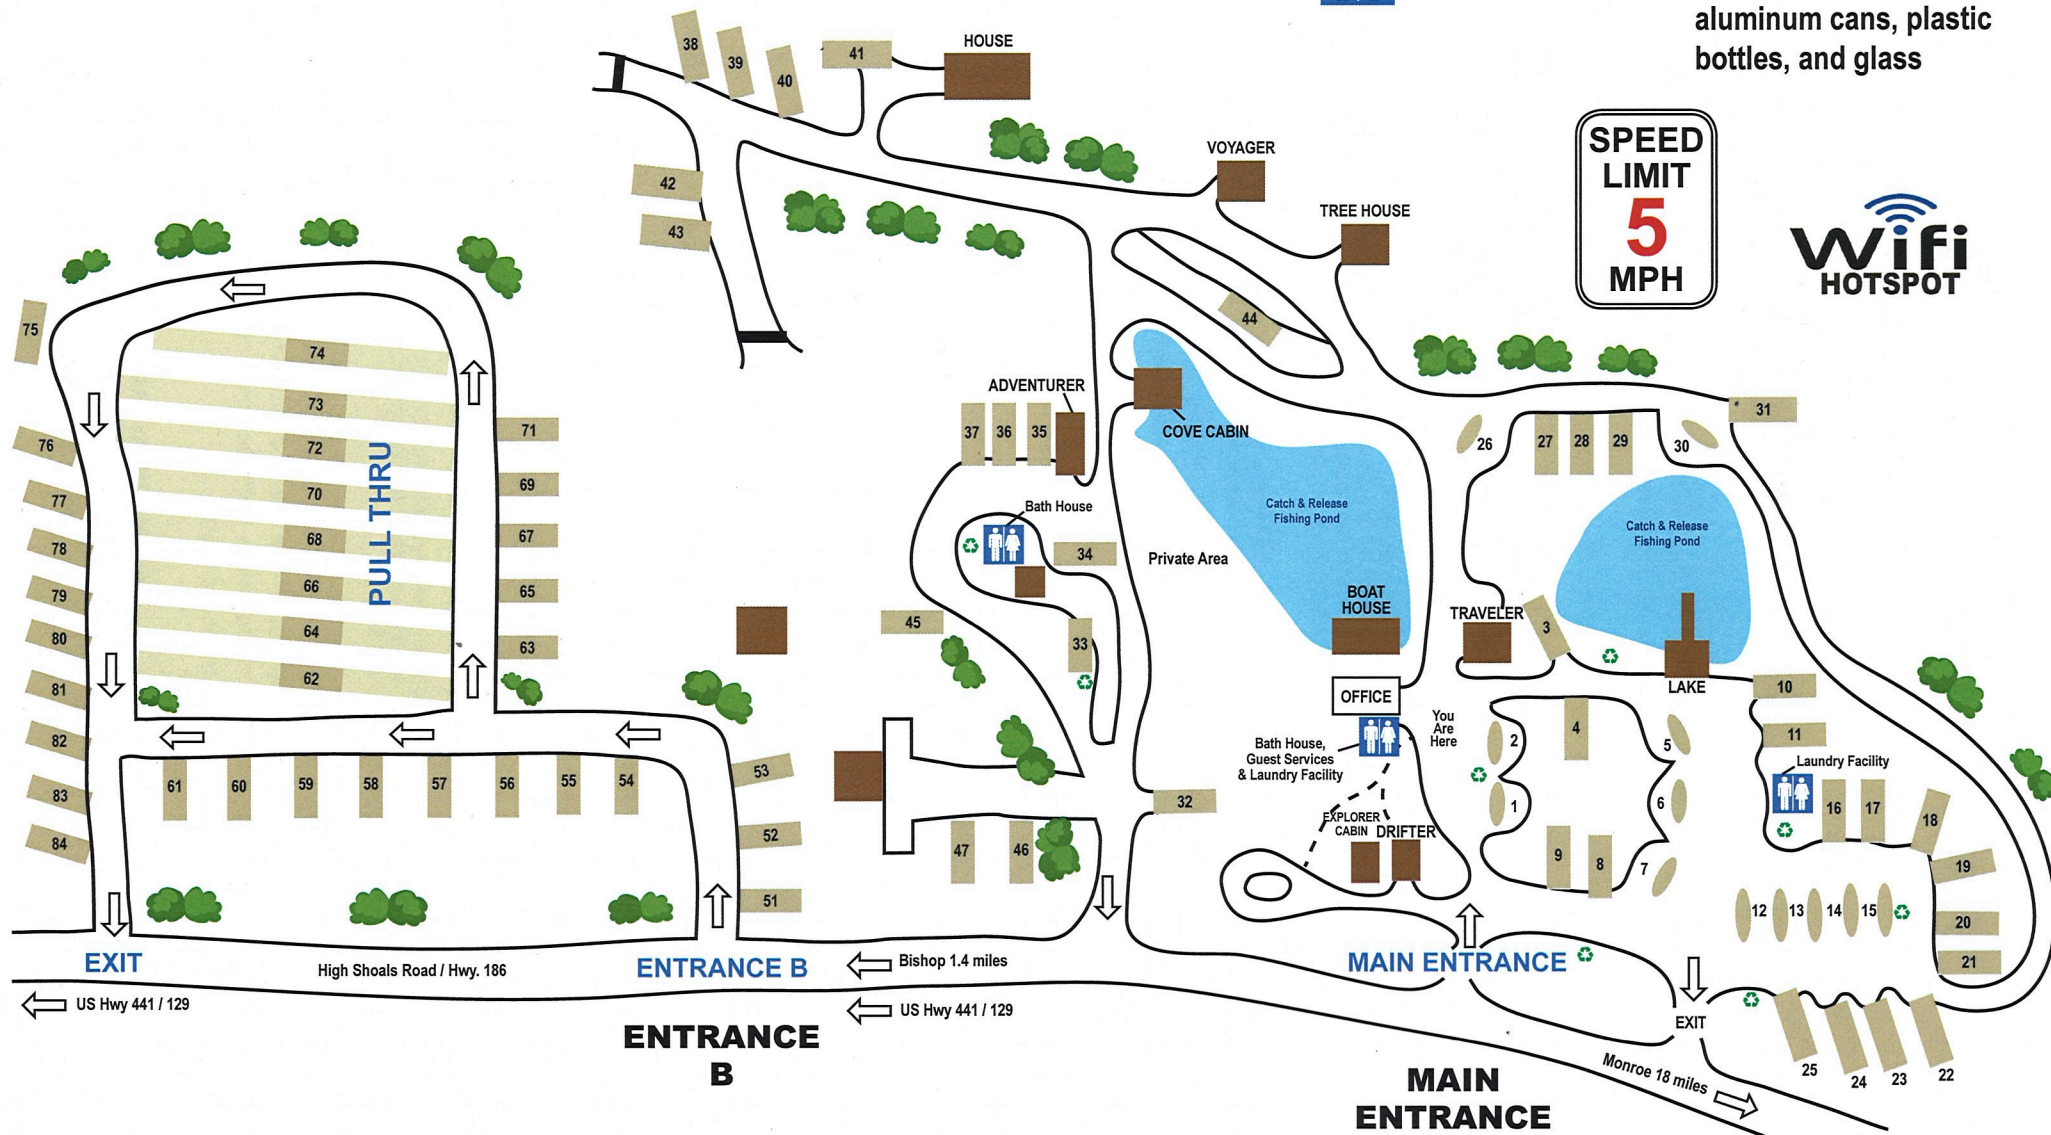 aluminum cans, plastic
bottles, and glass
38
39
40
41
HOUSE
SPEED
LIMIT
5
MPH
Wifi
HOTSPOT
VOYAGER
TREE HOUSE
42
43
44
75
74
73
72
70
68
66
64
62
PULL THRU
71
69
67
65
63
76
77
78
79
80
81
82
83
84
61
60
59
58
57
56
55
54
53
52
51
ADVENTURER
37
36
35
COVE CABIN
Bath House
34
33
45
Private Area
Catch & Release
Fishing Pond
BOAT
HOUSE
OFFICE
You
Are
Here
Bath House,
Guest Services
& Laundry Facility
EXPLORER
CABIN
DRIFTER
32
47
46
26
27
28
29
30
31
Catch & Release
Fishing Pond
TRAVELER
3
LAKE
10
11
Laundry Facility
16
17
18
19
20
21
2
4
5
1
6
9
8
7
12
13
14
15
EXIT
High Shoals Road / Hwy. 186
ENTRANCE B
Bishop 1.4 miles
MAIN ENTRANCE
US Hwy 441 / 129
US Hwy 441 / 129
EXIT
25
24
23
22
ENTRANCE
B
Monroe 18 miles
MAIN
ENTRANCE